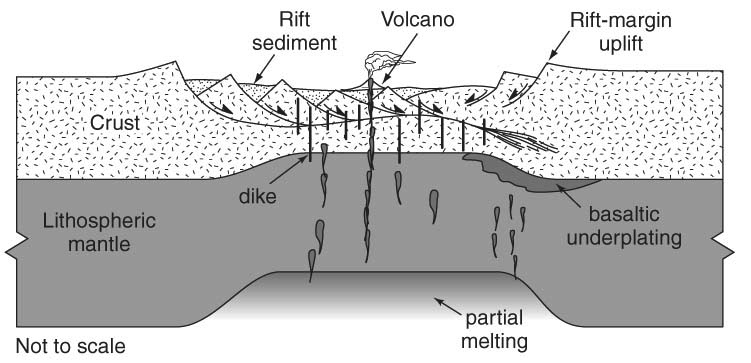 Rift
sediment
Volcano
Rift-margin
uplift
Crust
dike
Lithospheric
mantle
basaltic
underplating
partial
melting
Not to scale